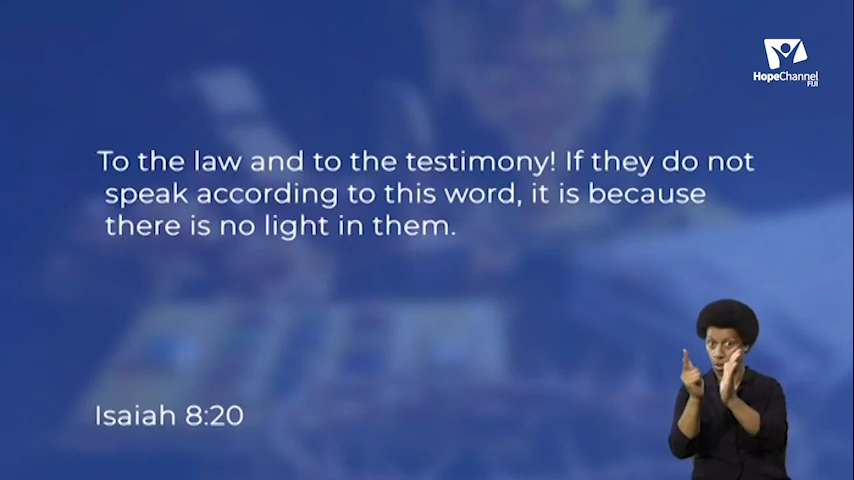 HopeChannel
FIJI
To the law and to the testimony! If they do not
speak according to this word, it is because
there is no light in them.
Isaiah 8:20